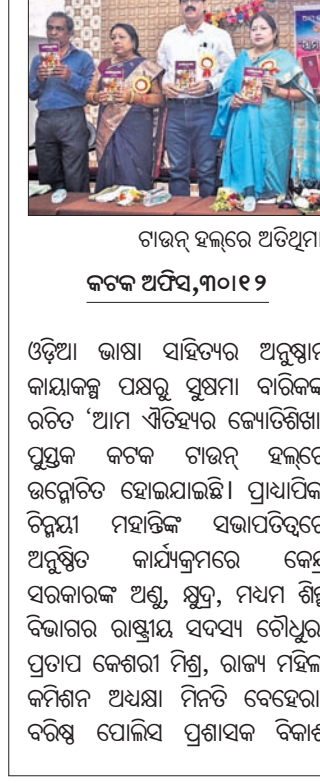 ଟାଉନ୍ ହଲ୍‌ରେ ଅତିଥିମା
କଟକ ଅଫିସ,୩୦।୧୨
ଓଡ଼ିଆ ଭାଷା ସାହିତ୍ୟର ଅନୁଷ୍ଠାନ
କାୟାକଳ୍ପ ପକ୍ଷରୁ ସୁଷମା ବାରିକଙ୍କ
ରଚିତ ‘ଆମ ଐତିହ୍ୟର ଜ୍ୟୋତିଶିଖା’
ପୁସ୍ତକ କଟକ ଟାଉନ୍ ହଲ୍‌ରେ
ଉନ୍ମୋଚିତ ହୋଇଯାଇଛି। ପ୍ରାଧ୍ୟାପିକା
ଚିନ୍ମୟୀ ମହାନ୍ତିଙ୍କ ସଭାପତିତ୍ୱରେ
ଅନୁଷ୍ଠିତ କାର୍ଯ୍ୟକ୍ରମରେ କେନ୍ଦ୍ର
ସରକାରଙ୍କ ଅଣୁ, କ୍ଷୁଦ୍ର, ମଧ୍ୟମ ଶିଳ୍ପ
ବିଭାଗର ରାଷ୍ଟ୍ରୀୟ ସଦସ୍ୟ ଚୌଧୁରୀ
ପ୍ରତାପ କେଶରୀ ମିଶ୍ର, ରାଜ୍ୟ ମହିଳା
କମିଶନ ଅଧ୍ୟକ୍ଷା ମିନତି ବେହେରା,
ବରିଷ୍ଠ ପୋଲିସ ପ୍ରଶାସକ ବିକାଶ